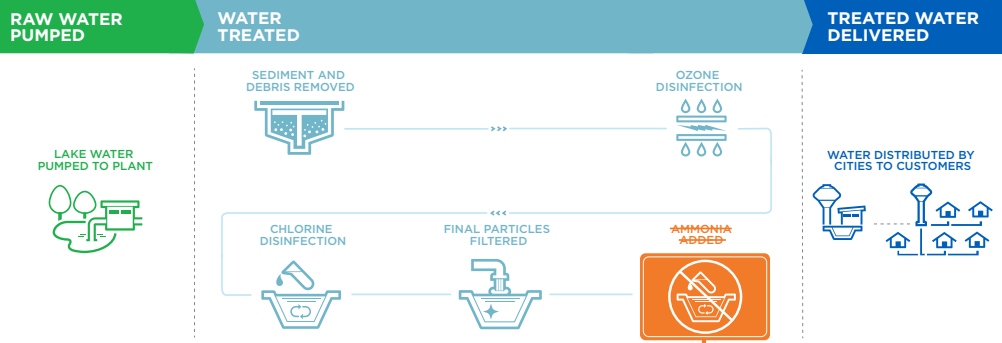 RAW WATER
PUMPED
WATER
TREATED
TREATED WATER
DELIVERED
LAKE WATER
PUMPED TO PLANT
SEDIMENT AND
DEBRIS REMOVED
OZONE
DISINFECTION
CHLORINE
DISINFECTION
FINAL PARTICLES
FILTERED
AMMONIA
ADDED
WATER DISTRIBUTED BY
CITIES TO CUSTOMERS